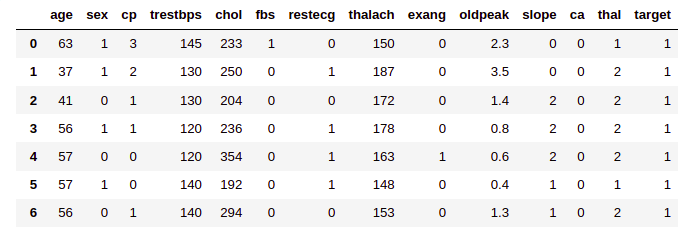 age sex cp trestbps chol fbs restecg thalach exang oldpeak slope ca thal target
0 63 1 3 145 233 1 0 150 0 2.3 0 0 1 1
1 37 1 2 130 250 0 1 187 0 3.5 0 0 2 1
2 41 0 1 130 204 0 0 172 0 1.4 2 0 2 1
3 56 1 1 120 236 0 1 178 0 0.8 2 0 2 1
4 57 0 0 120 354 0 1 163 1 0.6 2 0 2 1
5 57 1 0 140 192 0 1 148 0 0.4 1 0 1 1
6 56 0 1 140 294 0 0 153 0 1.3 1 0 2 1